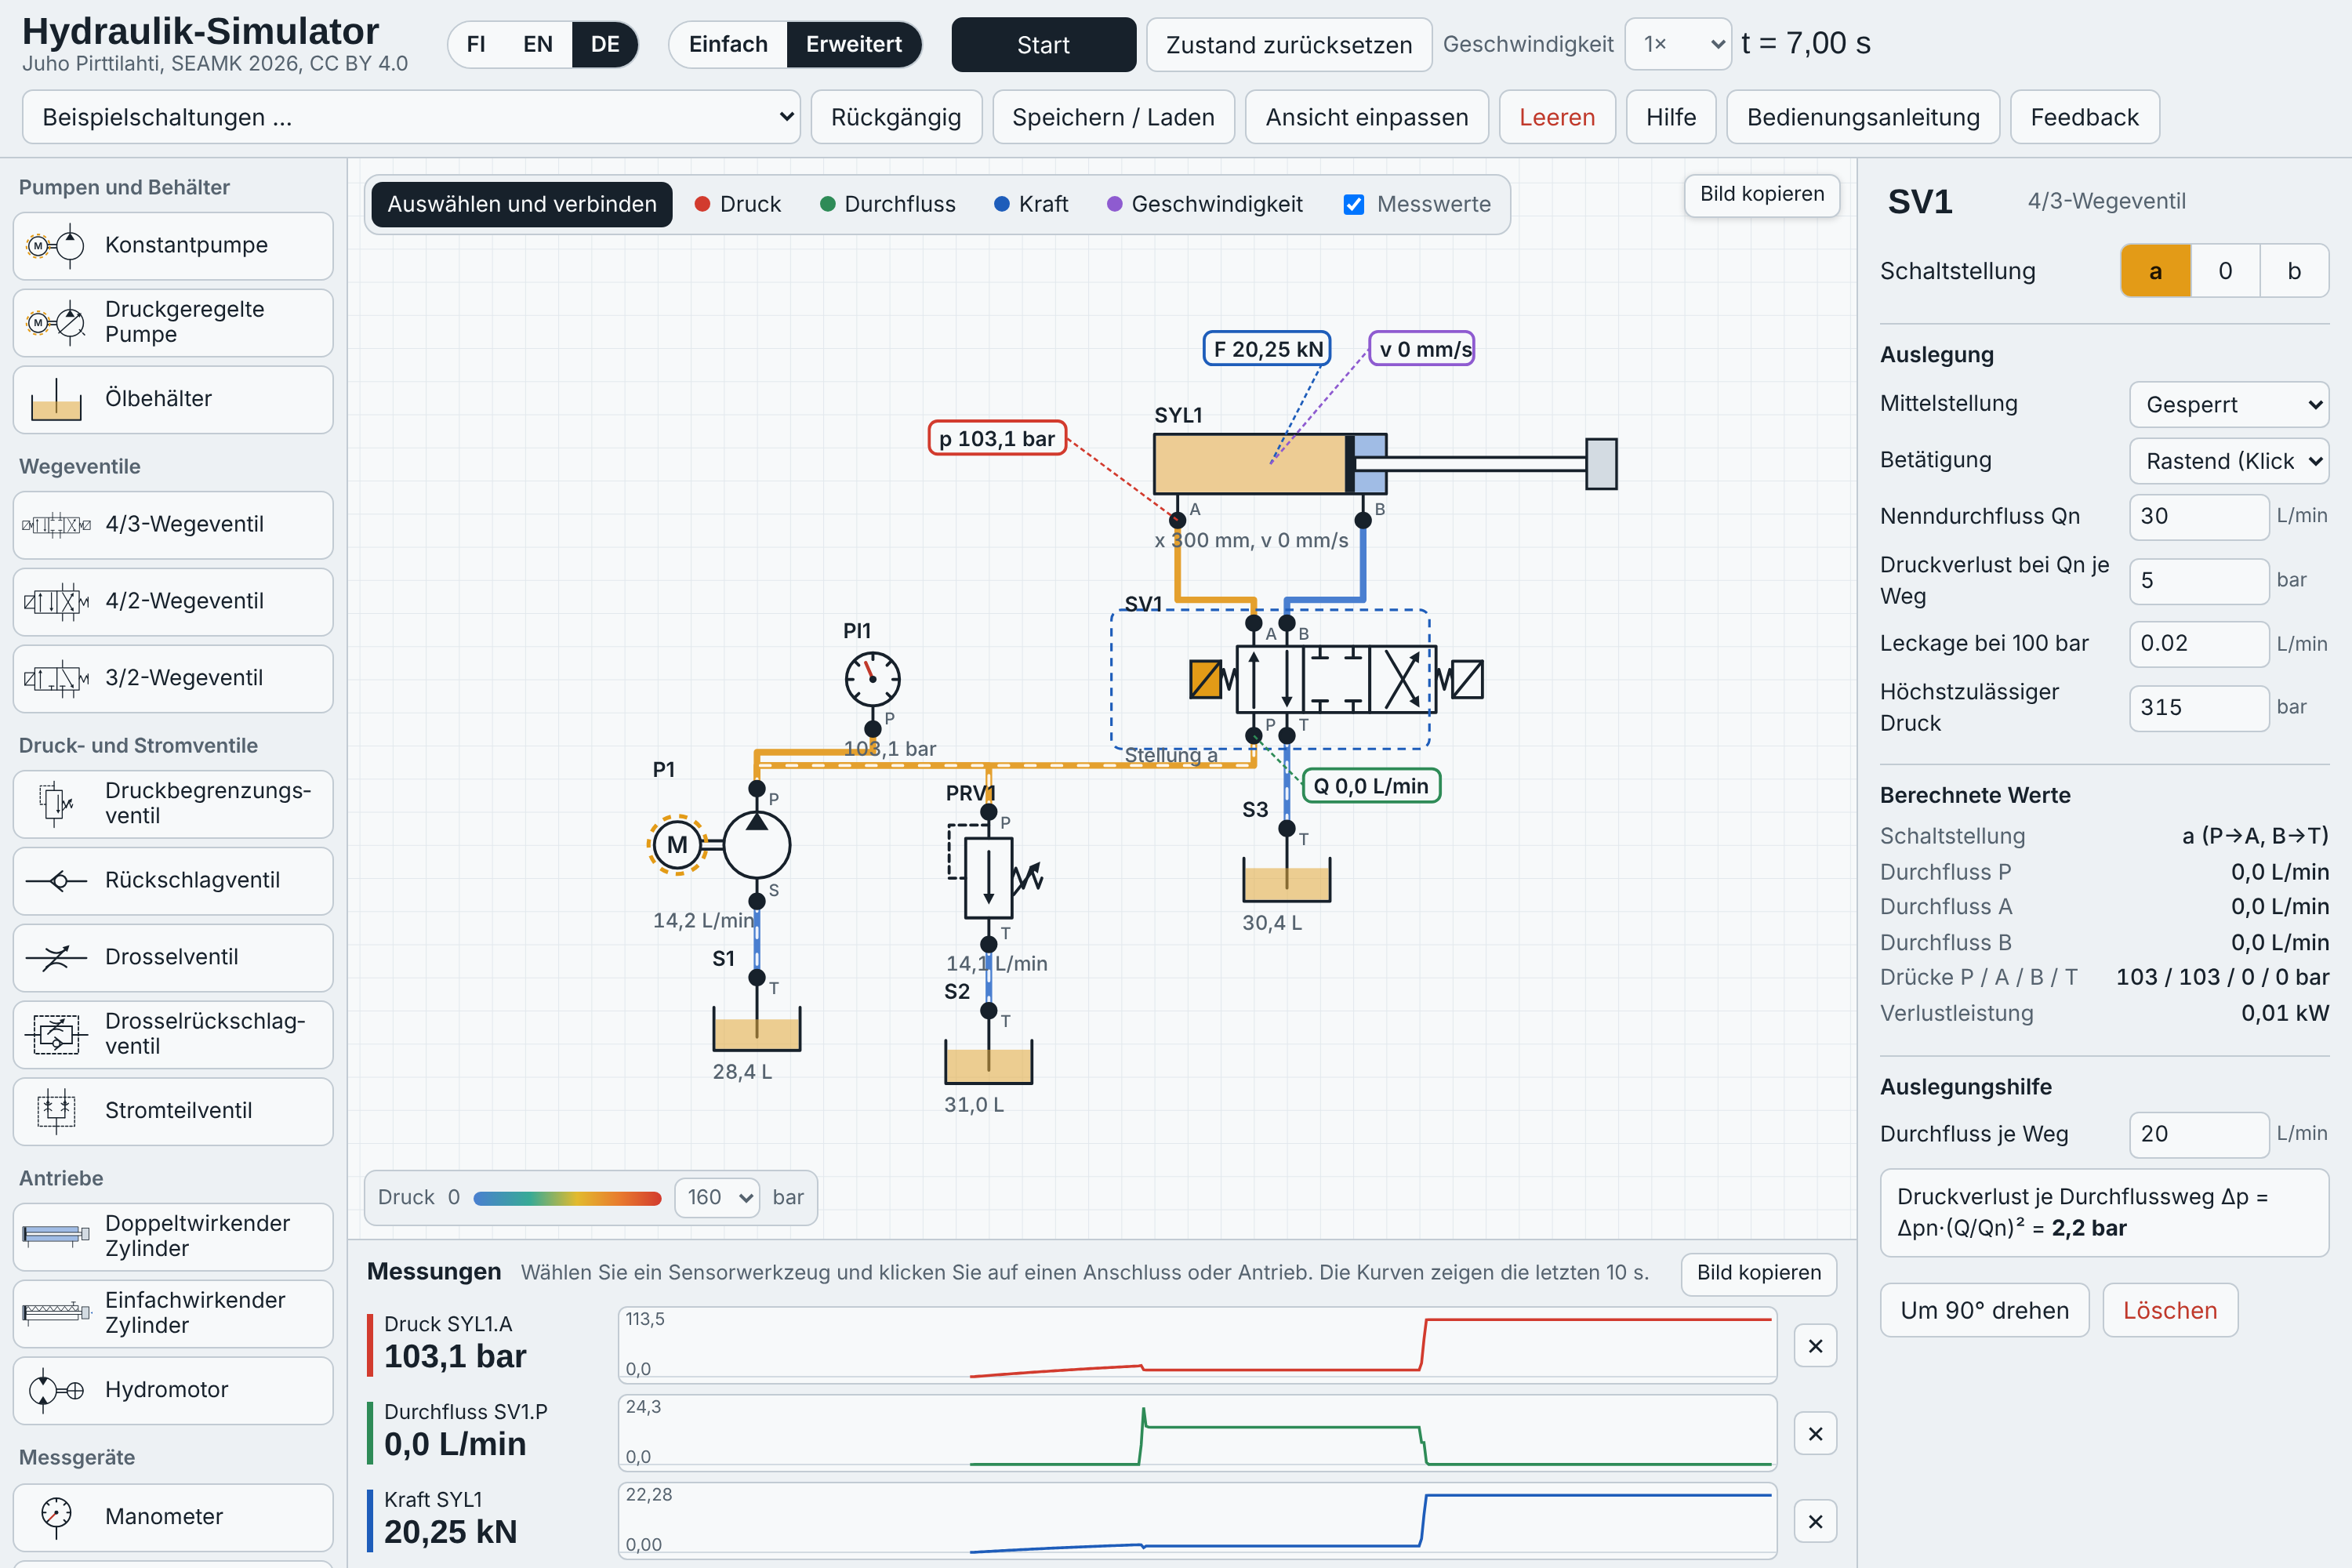 Hydraulik-Simulator
Juho Pirttilahti, SEAMK 2026, CC BY 4.0
FI EN DE
Einfach Erweitert
Start
Zustand zurücksetzen
Geschwindigkeit 1×
t = 7,00 s
Beispielschaltungen ...
Rückgängig
Speichern / Laden
Ansicht einpassen
Leeren
Hilfe
Bedienungsanleitung
Feedback
Pumpen und Behälter
M
Konstantpumpe
M
Druckgeregelte
Pumpe
Ölbehälter
Wegeventile
4/3-Wegeventil
4/2-Wegeventil
3/2-Wegeventil
Druck- und Stromventile
Druckbegrenzungs-
ventil
Rückschlagventil
Drosselventil
Drosselrückschlag-
ventil
Stromteilventil
Antriebe
Doppeltwirkender
Zylinder
Einfachwirkender
Zylinder
Hydromotor
Messgeräte
Manometer
Auswählen und verbinden
Druck
Durchfluss
Kraft
Geschwindigkeit
Messwerte
Bild kopieren
F 20,25 kN
v 0 mm/s
SYL1
p 103,1 bar
A
B
x 300 mm, v 0 mm/s
SV1
A
B
P
T
Stellung a
PI1
P
103,1 bar
Q 0,0 L/min
P1
P
M
S
14,2 L/min
S1
T
28,4 L
PRV1
P
T
14,1 L/min
S2
T
31,0 L
S3
T
30,4 L
Druck 0 160 bar
Messungen
Wählen Sie ein Sensorwerkzeug und klicken Sie auf einen Anschluss oder Antrieb. Die Kurven zeigen die letzten 10 s.
Bild kopieren
Druck SYL1.A
103,1 bar
113,5
0,0
✕
Durchfluss SV1.P
0,0 L/min
24,3
0,0
✕
Kraft SYL1
20,25 kN
22,28
0,00
✕
SV1
4/3-Wegeventil
Schaltstellung
a 0 b
Auslegung
Mittelstellung Gesperrt
Betätigung Rastend (Klick
Nenndurchfluss Qn 30 L/min
Druckverlust bei Qn je
Weg
5 bar
Leckage bei 100 bar 0.02 L/min
Höchstzulässiger
Druck
315 bar
Berechnete Werte
Schaltstellung a (P→A, B→T)
Durchfluss P 0,0 L/min
Durchfluss A 0,0 L/min
Durchfluss B 0,0 L/min
Drücke P / A / B / T 103 / 103 / 0 / 0 bar
Verlustleistung 0,01 kW
Auslegungshilfe
Durchfluss je Weg 20 L/min
Druckverlust je Durchflussweg Δp =
Δpn·(Q/Qn)² = 2,2 bar
Um 90° drehen
Löschen